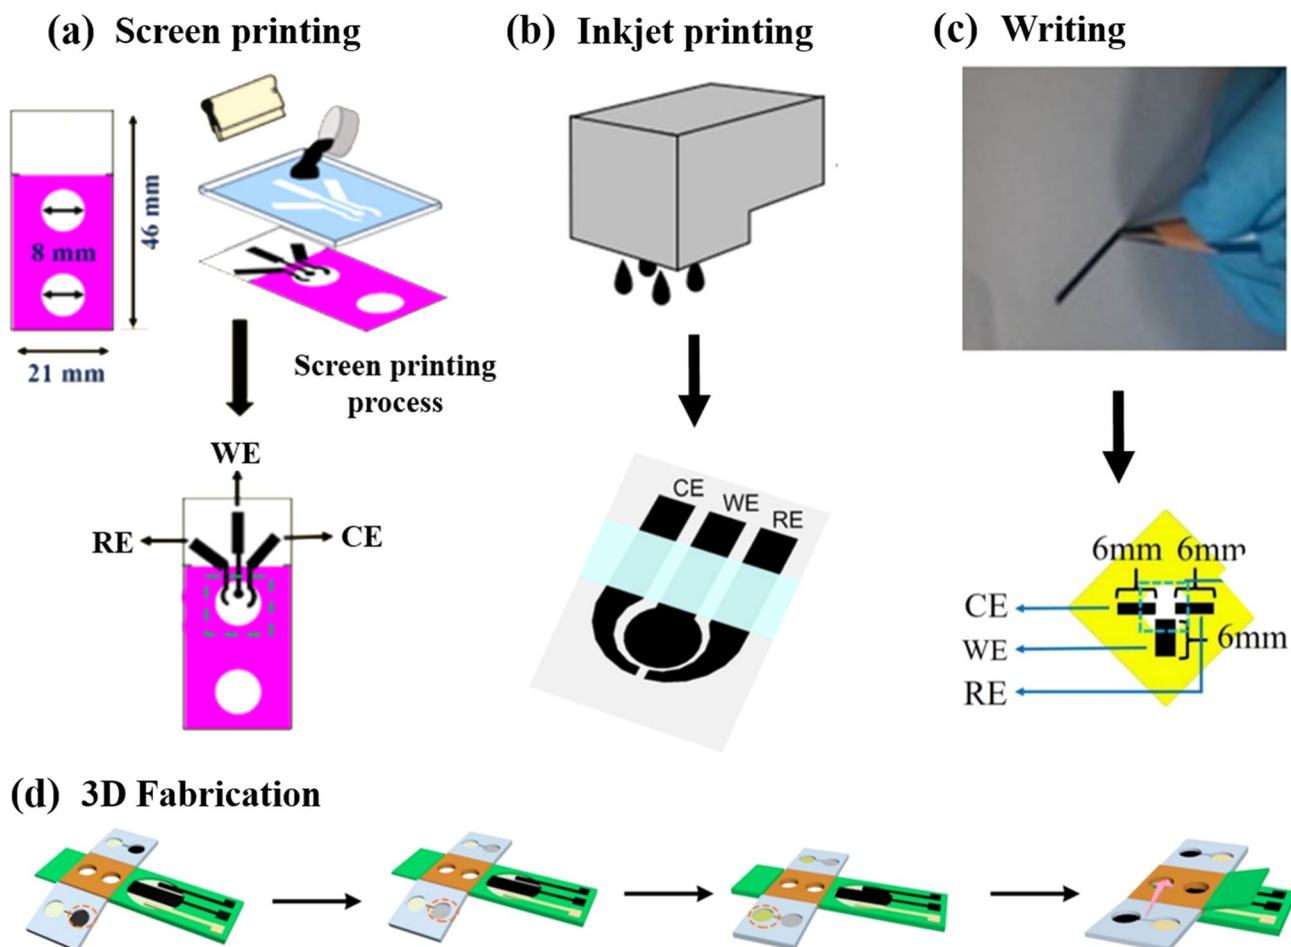 (a) Screen printing
46 mm
8 mm
21 mm
Screen printing
process
WE
RE
CE
(b) Inkjet printing
CE
WE
RE
(c) Writing
6mm
6mm
CE
WE
6mm
RE
(d) 3D Fabrication